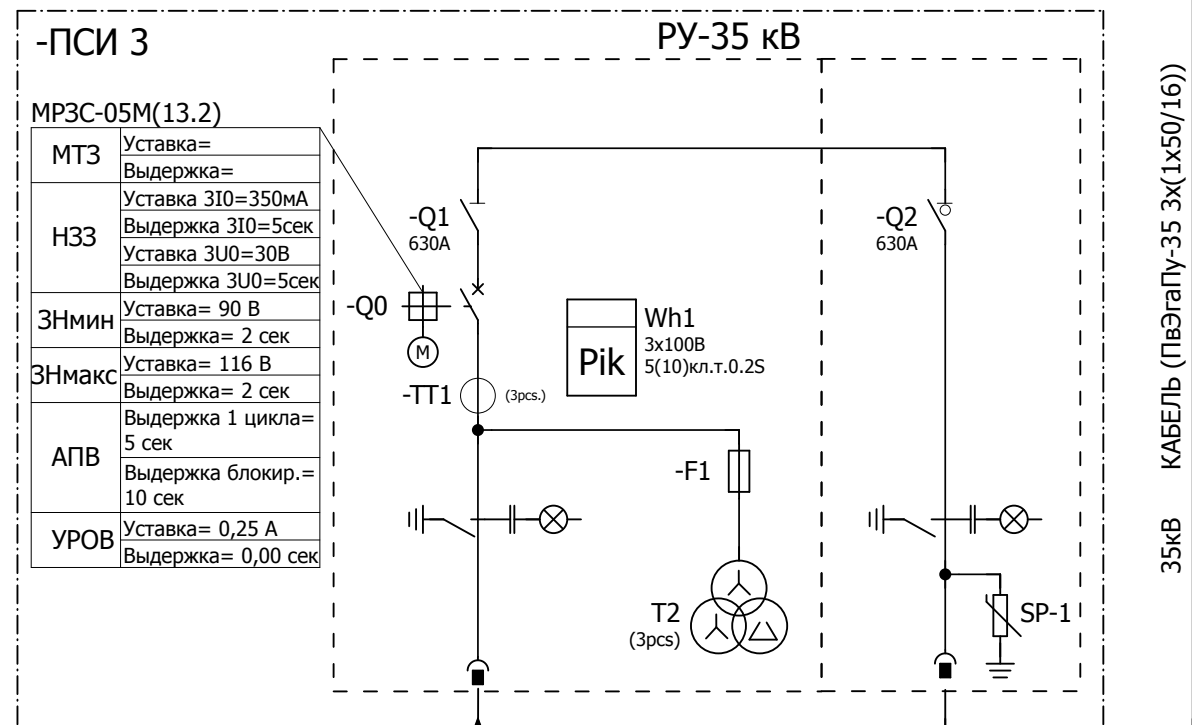 -ПСИ 3
РУ-35 кВ
МРЗС-05М(13.2)
МТЗ
Уставка=
Выдержка=
НЗЗ
Уставка 3I0=350мА
Выдержка 3I0=5сек
Уставка 3U0=30В
Выдержка 3U0=5сек
ЗНмин
Уставка= 90 В
Выдержка= 2 сек
ЗНмакс
Уставка= 116 В
Выдержка= 2 сек
АПВ
Выдержка 1 цикла=
5 сек
Выдержка блокир.=
10 сек
УРОВ
Уставка= 0,25 А
Выдержка= 0,00 сек
-Q1
630А
-Q0
M
-TT1
(3pcs.)
Pik
Wh1
3х100В
5(10)кл.т.0.2S
-F1
T2
(3pcs)
-Q2
630А
SP-1
35кВ КАБЕЛЬ (ПвЭгаПу-35 3х(1х50/16))